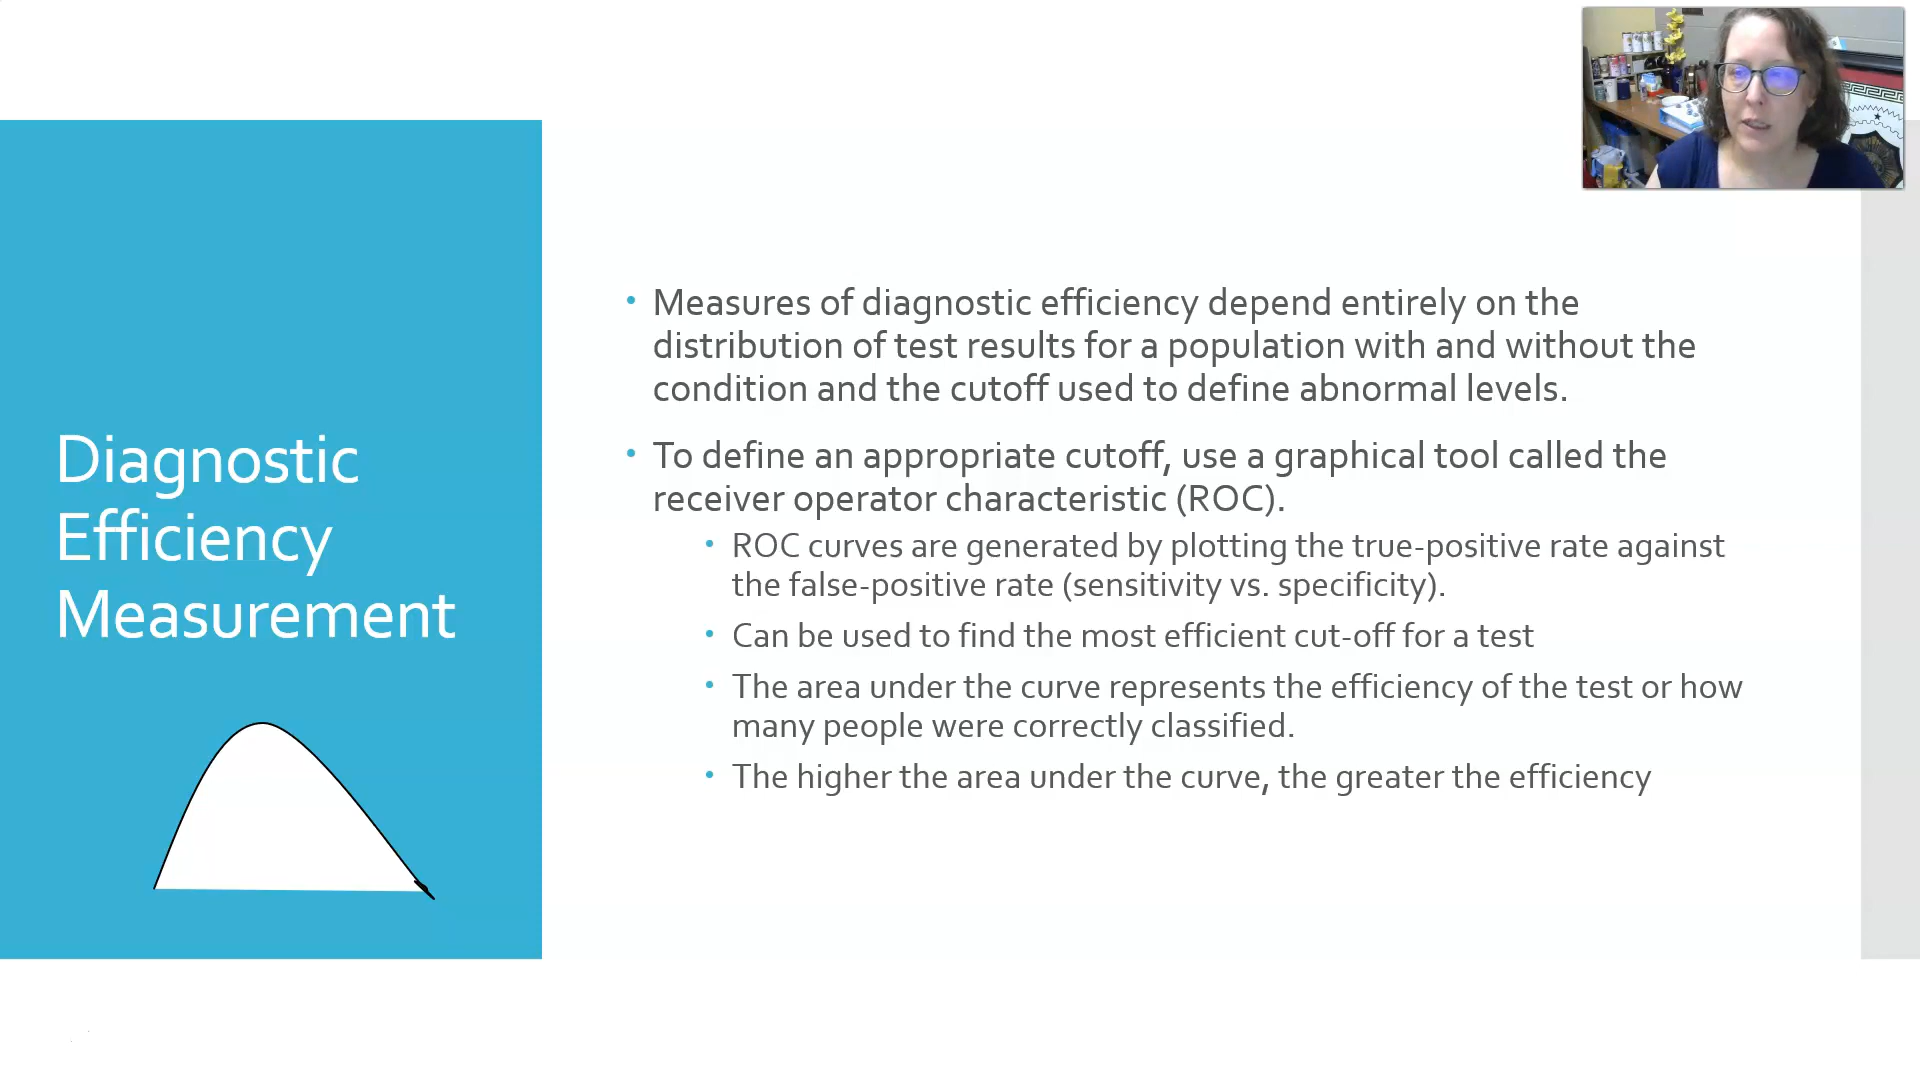 Diagnostic
Efficiency
Measurement
Measures of diagnostic efficiency depend entirely on the
distribution of test results for a population with and without the
condition and the cutoff used to define abnormal levels.
To define an appropriate cutoff, use a graphical tool called the
receiver operator characteristic (ROC).
ROC curves are generated by plotting the true-positive rate against
the false-positive rate (sensitivity vs. specificity).
Can be used to find the most efficient cut-off for a test
The area under the curve represents the efficiency of the test or how
many people were correctly classified.
The higher the area under the curve, the greater the efficiency